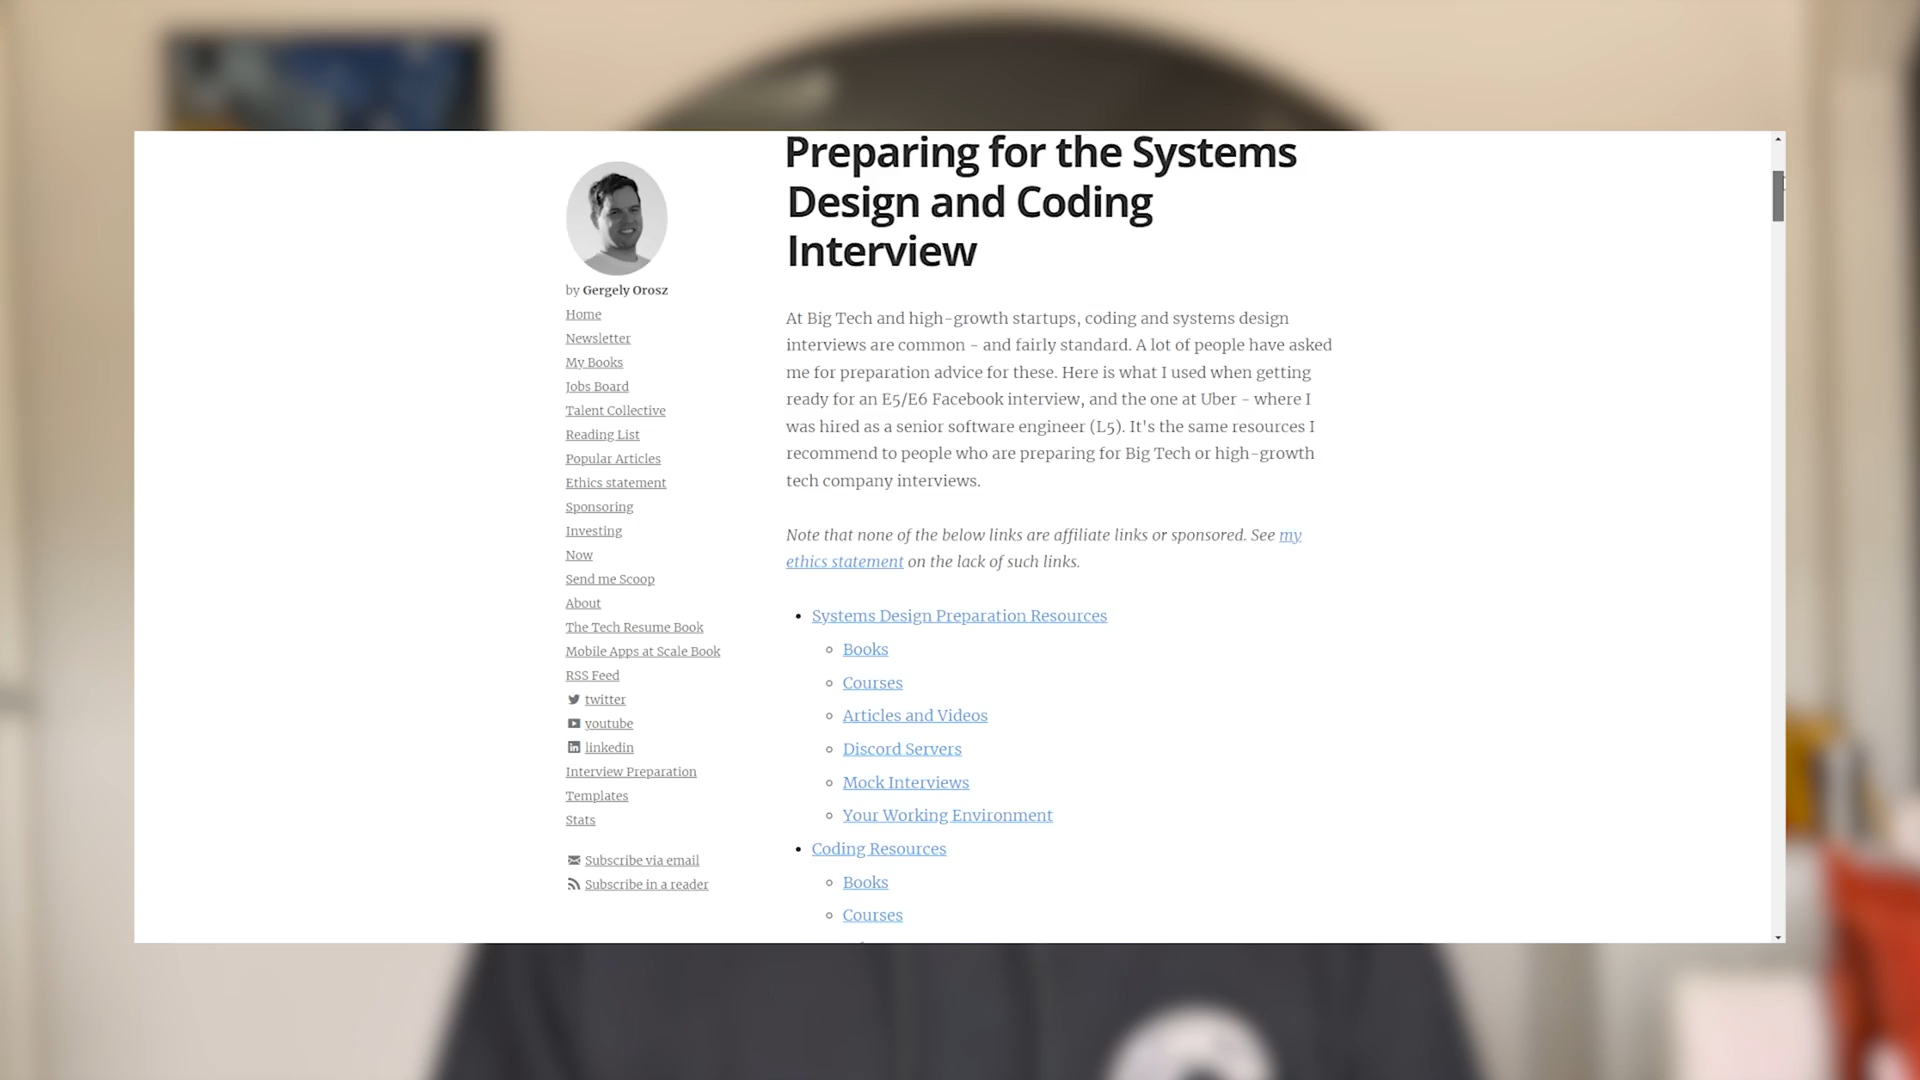 Preparing for the Systems
Design and Coding
Interview
by Gergely Orosz
Home
Newsletter
My Books
Jobs Board
Talent Collective
Reading List
Popular Articles
Ethics statement
Sponsoring
Investing
Now
Send me Scoop
About
The Tech Resume Book
Mobile Apps at Scale Book
RSS Feed
twitter
youtube
linkedin
Interview Preparation
Templates
Stats
Subscribe via email
Subscribe in a reader
At Big Tech and high-growth startups, coding and systems design
interviews are common - and fairly standard. A lot of people have asked
me for preparation advice for these. Here is what I used when getting
ready for an E5/E6 Facebook interview, and the one at Uber - where I
was hired as a senior software engineer (L5). It's the same resources I
recommend to people who are preparing for Big Tech or high-growth
tech company interviews.
Note that none of the below links are affiliate links or sponsored. See my
ethics statement on the lack of such links.
• Systems Design Preparation Resources
◦ Books
◦ Courses
◦ Articles and Videos
◦ Discord Servers
◦ Mock Interviews
◦ Your Working Environment
• Coding Resources
◦ Books
◦ Courses